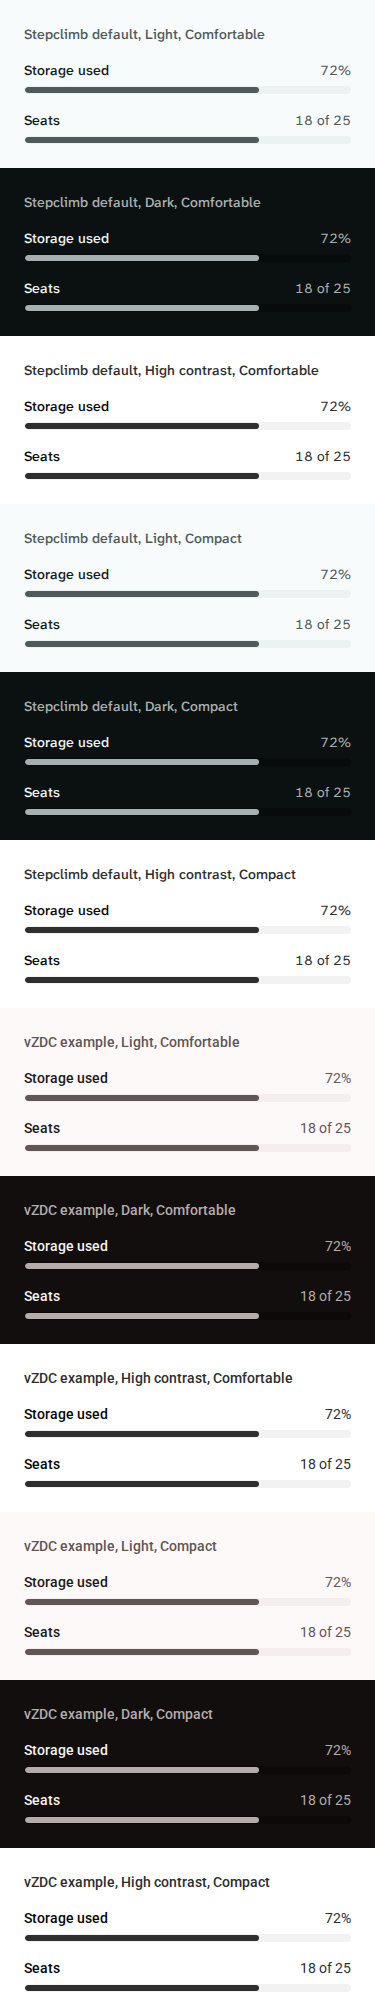 Stepclimb default, Light, Comfortable
Storage used 72%
Seats 18 of 25
Stepclimb default, Dark, Comfortable
Storage used 72%
Seats 18 of 25
Stepclimb default, High contrast, Comfortable
Storage used 72%
Seats 18 of 25
Stepclimb default, Light, Compact
Storage used 72%
Seats 18 of 25
Stepclimb default, Dark, Compact
Storage used 72%
Seats 18 of 25
Stepclimb default, High contrast, Compact
Storage used 72%
Seats 18 of 25
vZDC example, Light, Comfortable
Storage used 72%
Seats 18 of 25
vZDC example, Dark, Comfortable
Storage used 72%
Seats 18 of 25
vZDC example, High contrast, Comfortable
Storage used 72%
Seats 18 of 25
vZDC example, Light, Compact
Storage used 72%
Seats 18 of 25
vZDC example, Dark, Compact
Storage used 72%
Seats 18 of 25
vZDC example, High contrast, Compact
Storage used 72%
Seats 18 of 25